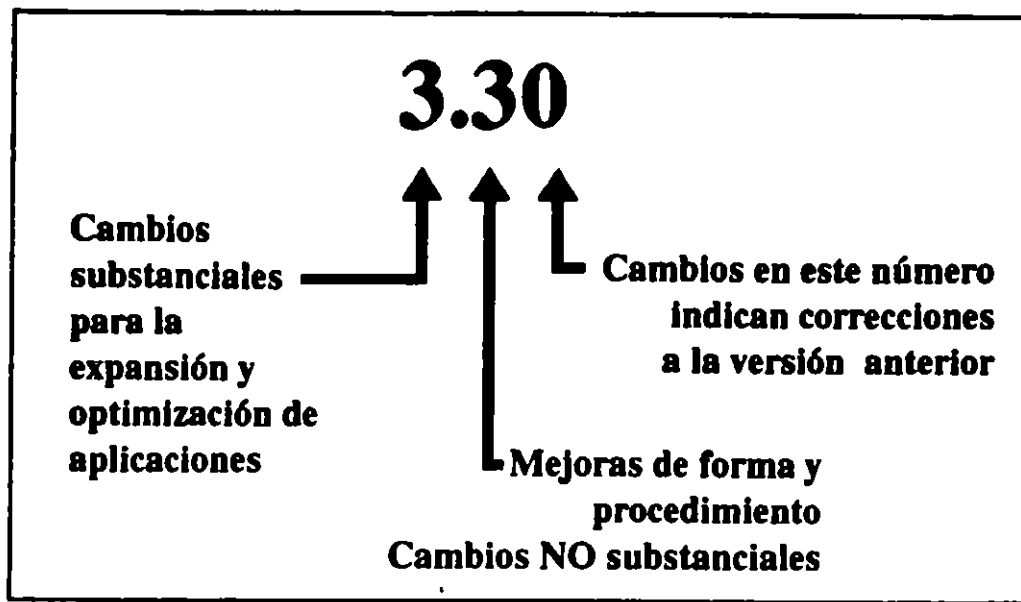 3.30
Cambios
substanciales
para la
expansión y
optimización de
aplicaciones
Cambios en este número
indican correcciones
a la versión anterior
Mejoras de forma y
procedimiento
Cambios NO substanciales